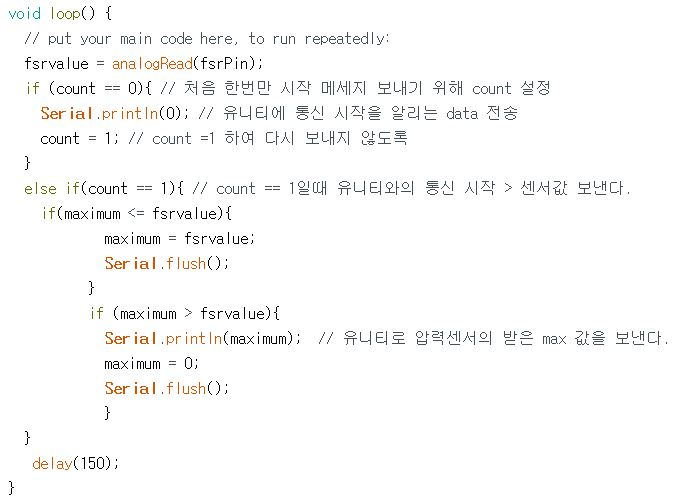 void loop() {
// put your main code here, to run repeatedly:
fsrvalue = analogRead(fsrPin);
if (count == 0){ // 처음 한번만 시작 메세지 보내기 위해 count 설정
Serial.println(0); // 유니티에 통신 시작을 알리는 data 전송
count = 1; // count =1 하여 다시 보내지 않도록
}
else if(count == 1){ // count == 1일때 유니티와의 통신 시작 > 센서값 보낸다.
if(maximum <= fsrvalue){
maximum = fsrvalue;
Serial.flush();
}
if (maximum > fsrvalue){
Serial.println(maximum); // 유니티로 압력센서의 받은 max 값을 보낸다.
maximum = 0;
Serial.flush();
}
}
delay(150);
}